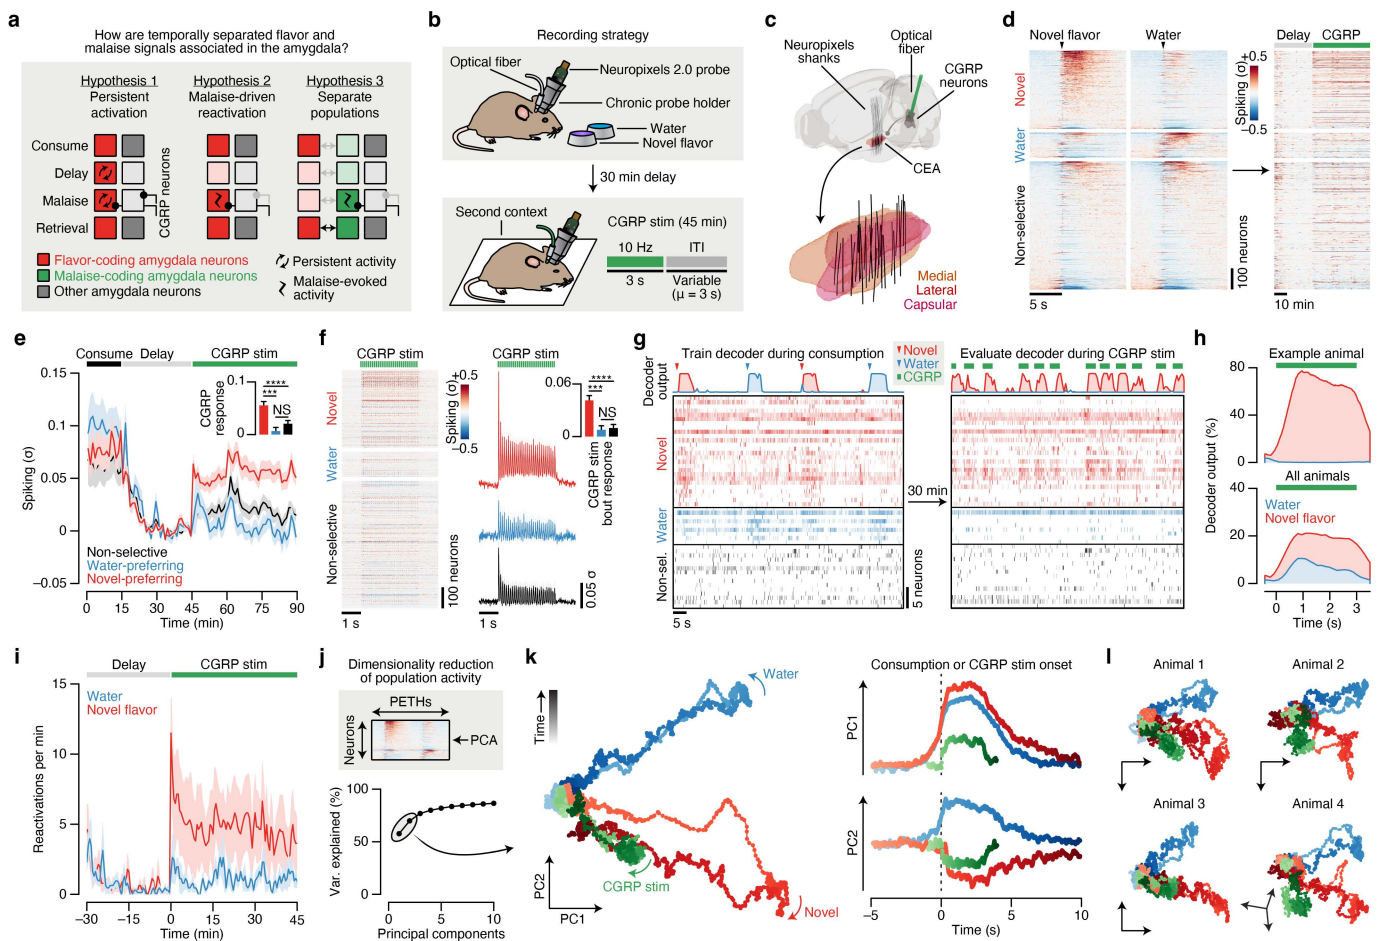 a
How are temporally separated flavor and
malaise signals associated in the amygdala?
Hypothesis 1
Persistent
activation
Hypothesis 2
Malaise-driven
reactivation
Hypothesis 3
Separate
populations
Consume
Delay
Malaise
Retrieval
CGRP neurons
Flavor-coding amygdala neurons
Malaise-coding amygdala neurons
Other amygdala neurons
Persistent activity
Malaise-evoked
activity
b
Recording strategy
Optical fiber
Neuropixels 2.0 probe
Chronic probe holder
Water
Novel flavor
30 min delay
Second context
CGRP stim (45 min)
10 Hz
ITI
3 s
Variable
(μ = 3 s)
c
Neuropixels
shanks
Optical
fiber
CGRP
neurons
CEA
Medial
Lateral
Capsular
d
Novel flavor
Water
Delay
CGRP
Novel
Water
Non-selective
Spiking (σ)
+0.5
−0.5
100 neurons
5 s
10 min
e
Consume
Delay
CGRP stim
Spiking (σ)
0.15
0.1
0.05
0
−0.05
CGRP
response
0.1
0
****
***
NS
Non-selective
Water-preferring
Novel-preferring
0
15
30
45
60
75
90
Time (min)
f
CGRP stim
CGRP stim
Novel
Water
Non-selective
Spiking (σ)
+0.5
−0.5
100 neurons
1 s
0.06
0
****
***
NS
CGRP stim
bout response
0.05 σ
1 s
g
Train decoder during consumption
Novel
Water
CGRP
Evaluate decoder during CGRP stim
Decoder
output
Novel
Water
Non-sel.
30 min
5 neurons
5 s
h
Example animal
80
40
0
Decoder output (%)
All animals
40
20
0
Water
Novel flavor
0
1
2
3
Time (s)
i
Delay
CGRP stim
Water
Novel flavor
Reactivations per min
15
10
5
0
−30
−15
0
15
30
45
Time (min)
j
Dimensionality reduction
of population activity
PETHs
Neurons
PCA
Var. explained (%)
100
50
0
0
5
10
Principal components
k
Time
Water
CGRP stim
Novel
PC2
PC1
Consumption or CGRP stim onset
PC1
PC2
−5
0
5
10
Time (s)
l
Animal 1
Animal 2
Animal 3
Animal 4